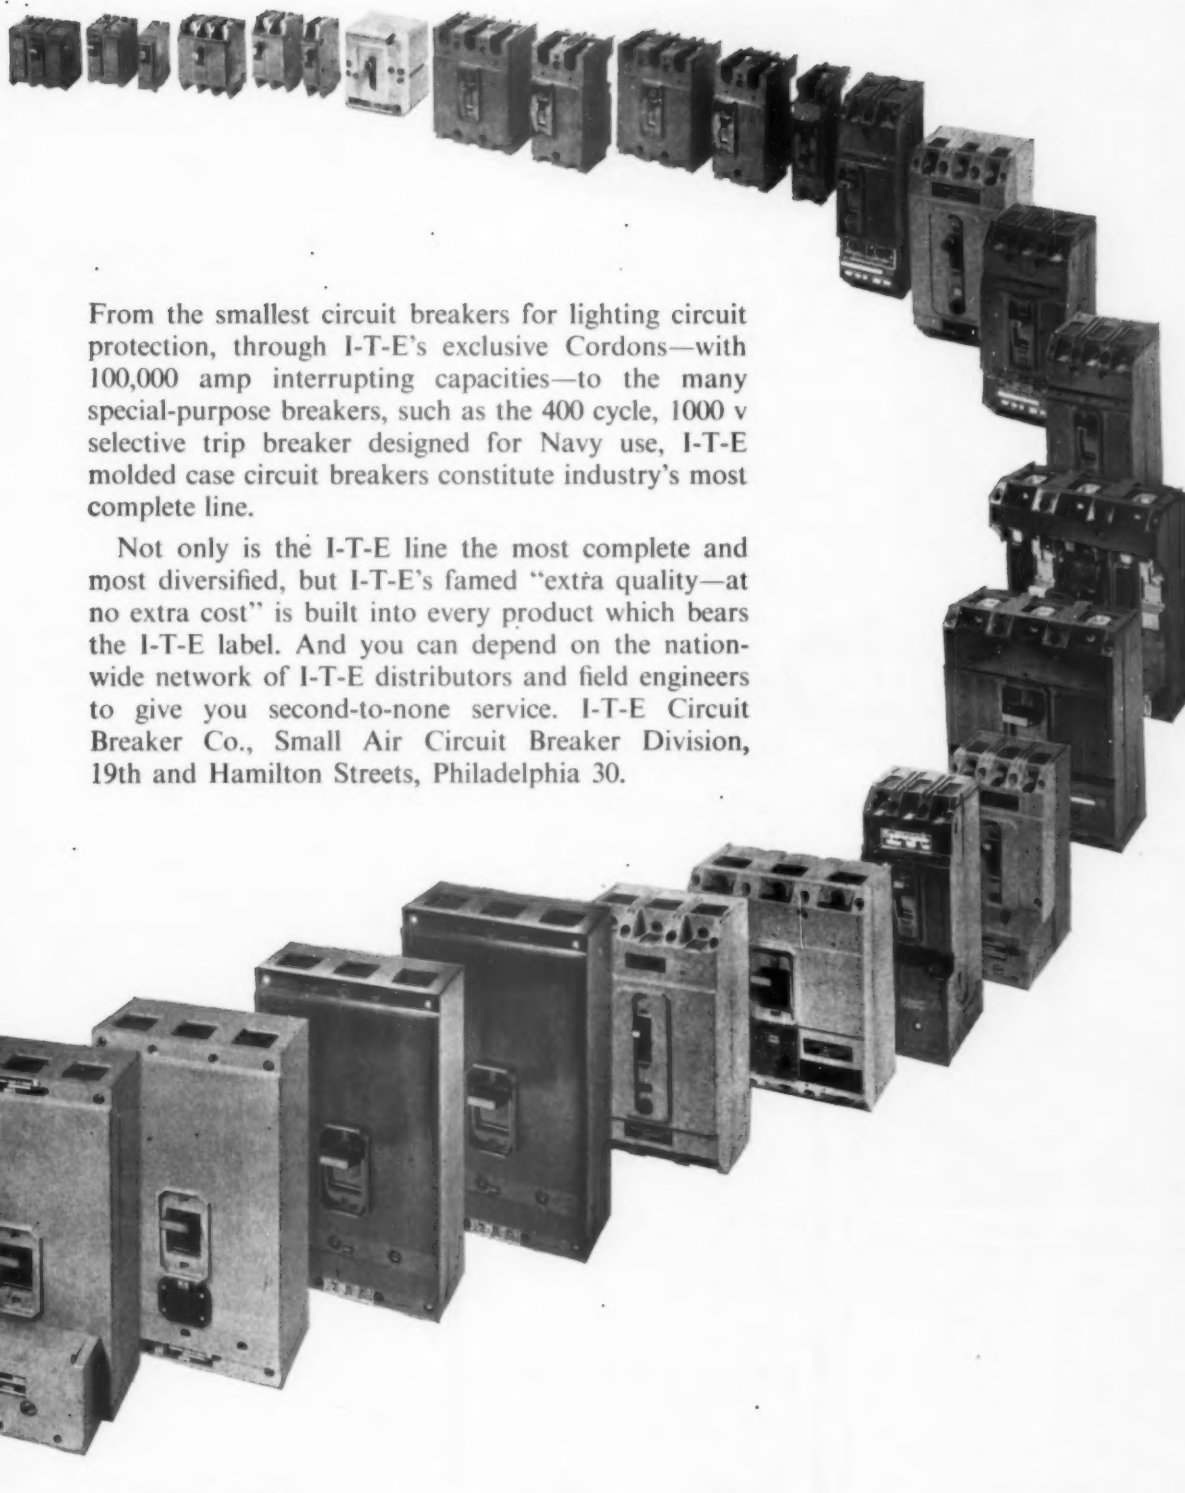 From the smallest circuit breakers for lighting circuit
protection, through I-T-E's exclusive Cordons—with
100,000 amp interrupting capacities—to the many
special-purpose breakers, such as the 400 cycle, 1000 v
selective trip breaker designed for Navy use, I-T-E
molded case circuit breakers constitute industry's most
complete line.
Not only is the I-T-E line the most complete and
most diversified, but I-T-E's famed “extra quality—at
no extra cost” is built into every product which bears
the I-T-E label. And you can depend on the nation-
wide network of I-T-E distributors and field engineers
to give you second-to-none service. I-T-E Circuit
Breaker Co., Small Air Circuit Breaker Division,
19th and Hamilton Streets, Philadelphia 30.